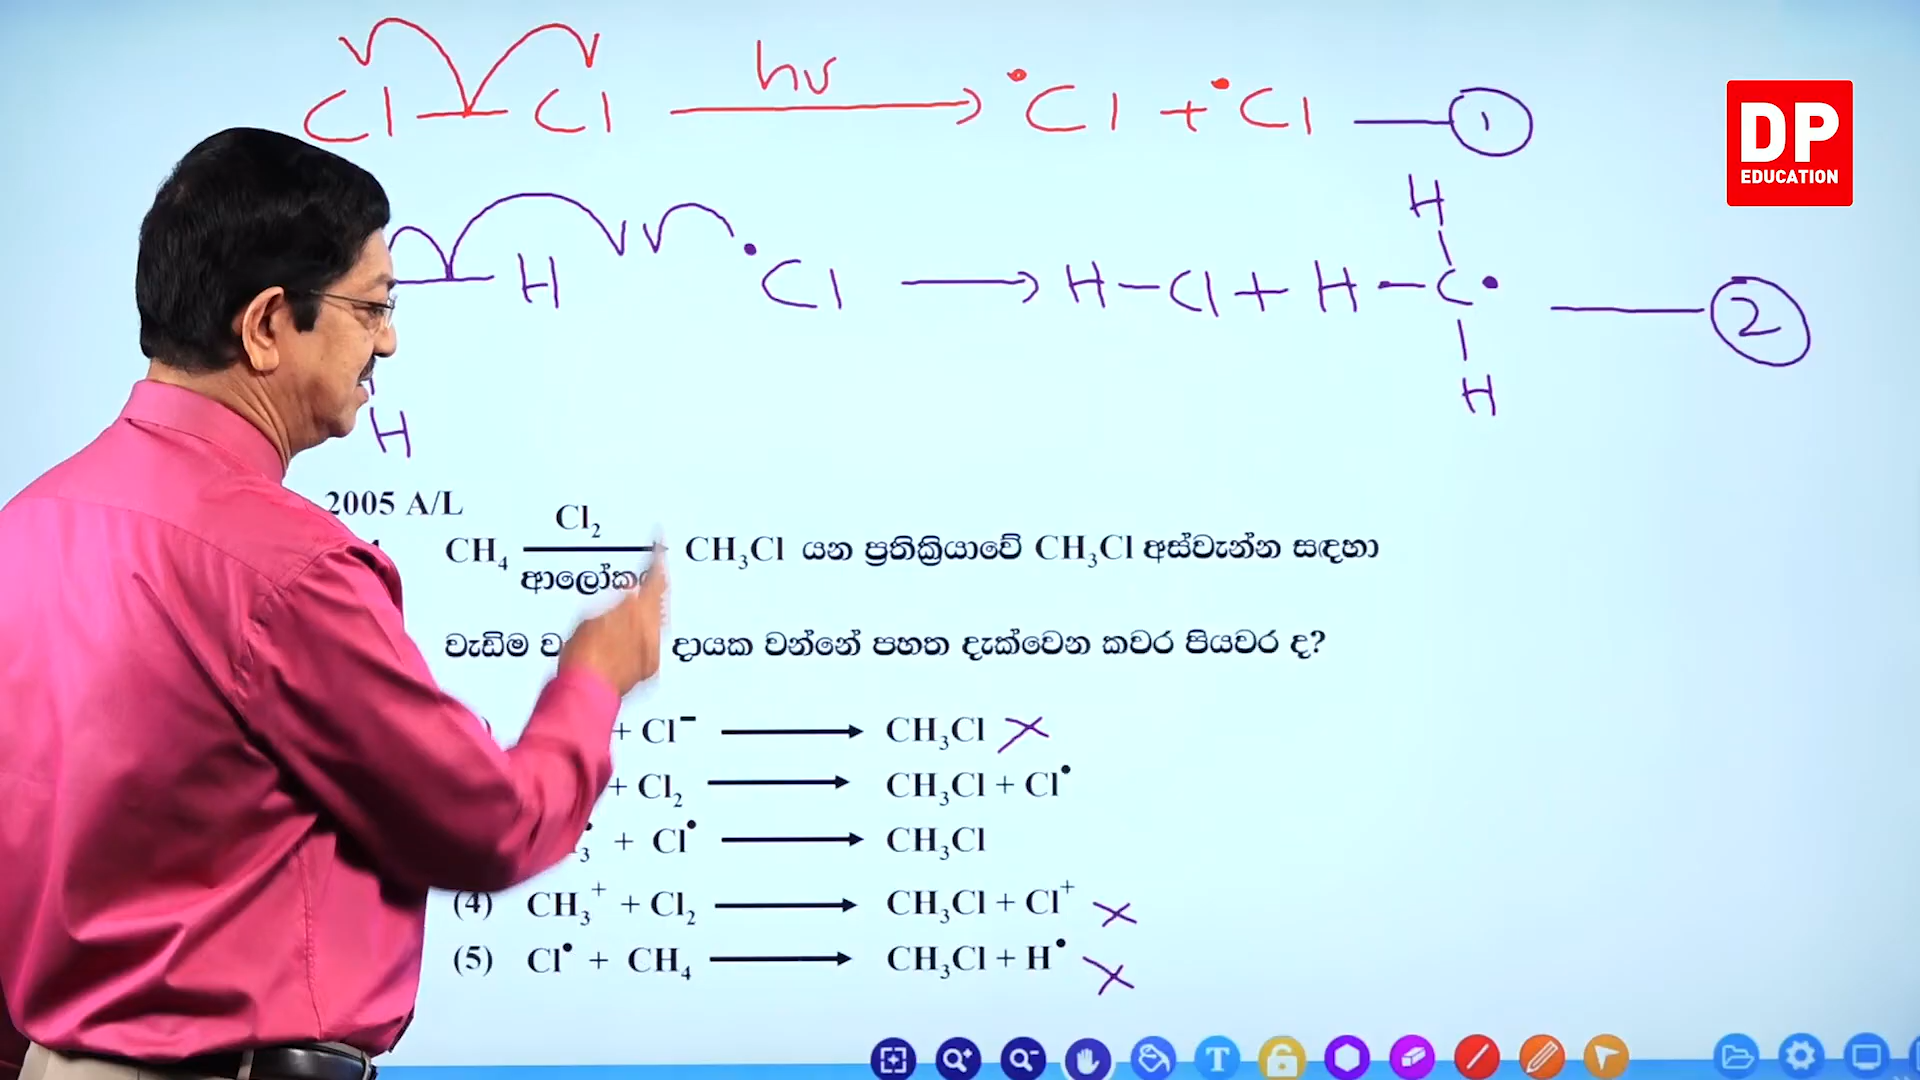 Cl — Cl hν → •Cl + •Cl — 1
DP
EDUCATION
H
— H •Cl → H – Cl + H – C• — 2
H
H
2005 A/L
Cl₂
CH₄ → CH₃Cl යන ප්‍රතික්‍රියාවේ CH₃Cl අස්වැන්න සඳහා
වැඩිම දායක වන්නේ පහත දැක්වෙන කවර පියවර ද?
+ Cl⁻ → CH₃Cl ✗
+ Cl₂ → CH₃Cl + Cl•
+ Cl• → CH₃Cl
(4) CH₃⁺ + Cl₂ → CH₃Cl + Cl⁺ ✗
(5) Cl• + CH₄ → CH₃Cl + H• ✗
T